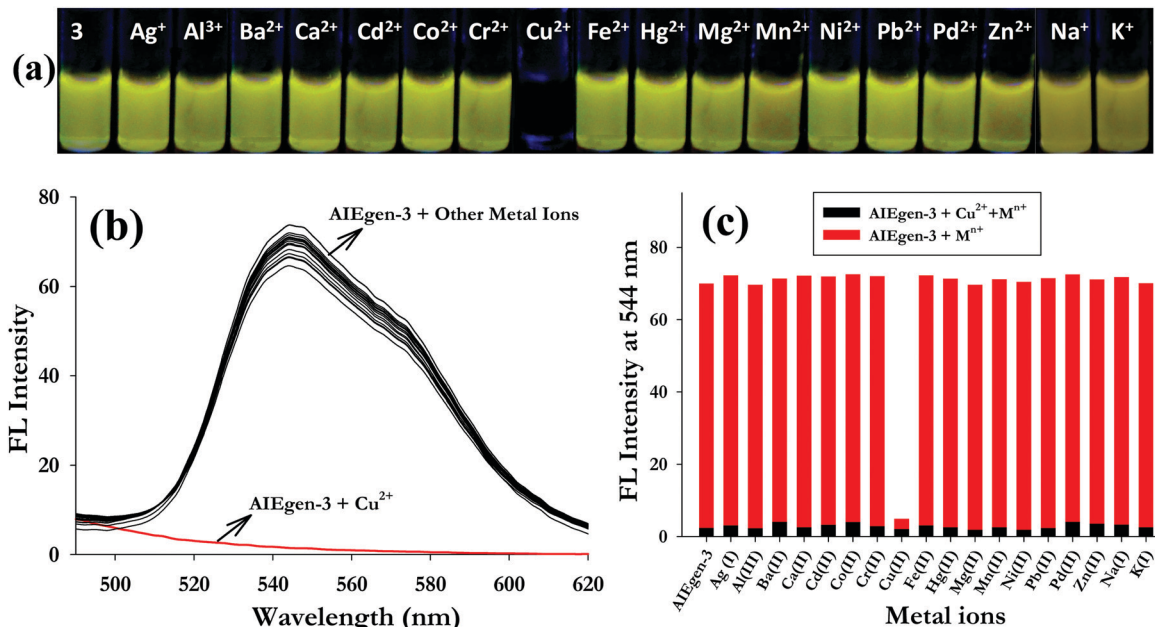 (a)
3 Ag⁺ Al³⁺ Ba²⁺ Ca²⁺ Cd²⁺ Co²⁺ Cr²⁺ Cu²⁺ Fe²⁺ Hg²⁺ Mg²⁺ Mn²⁺ Ni²⁺ Pb²⁺ Pd²⁺ Zn²⁺ Na⁺ K⁺
(b)
FL Intensity
80
60
40
20
0
AIEgen-3 + Other Metal Ions
AIEgen-3 + Cu²⁺
500 520 540 560 580 600 620
Wavelength (nm)
(c)
AIEgen-3 + Cu²⁺+Mⁿ⁺
AIEgen-3 + Mⁿ⁺
FL Intensity at 544 nm
80
60
40
20
0
AIEgen-3
Ag (I)
Al(III)
Ba(II)
Ca(II)
Cd(II)
Co(II)
Cr(II)
Cu(II)
Fe(II)
Hg(II)
Mg(II)
Mn(II)
Ni(II)
Pb(II)
Pd(II)
Zn(II)
Na(I)
K(I)
Metal ions